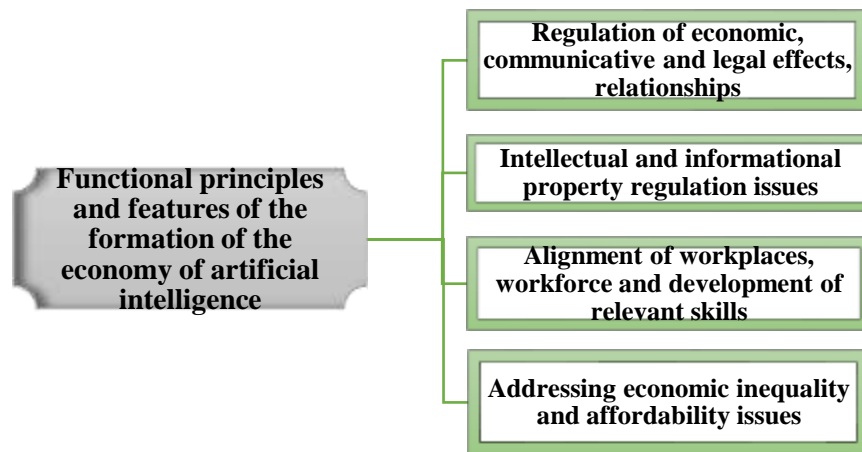 Functional principles
and features of the
formation of the
economy of artificial
intelligence
Regulation of economic,
communicative and legal effects,
relationships
Intellectual and informational
property regulation issues
Alignment of workplaces,
workforce and development of
relevant skills
Addressing economic inequality
and affordability issues